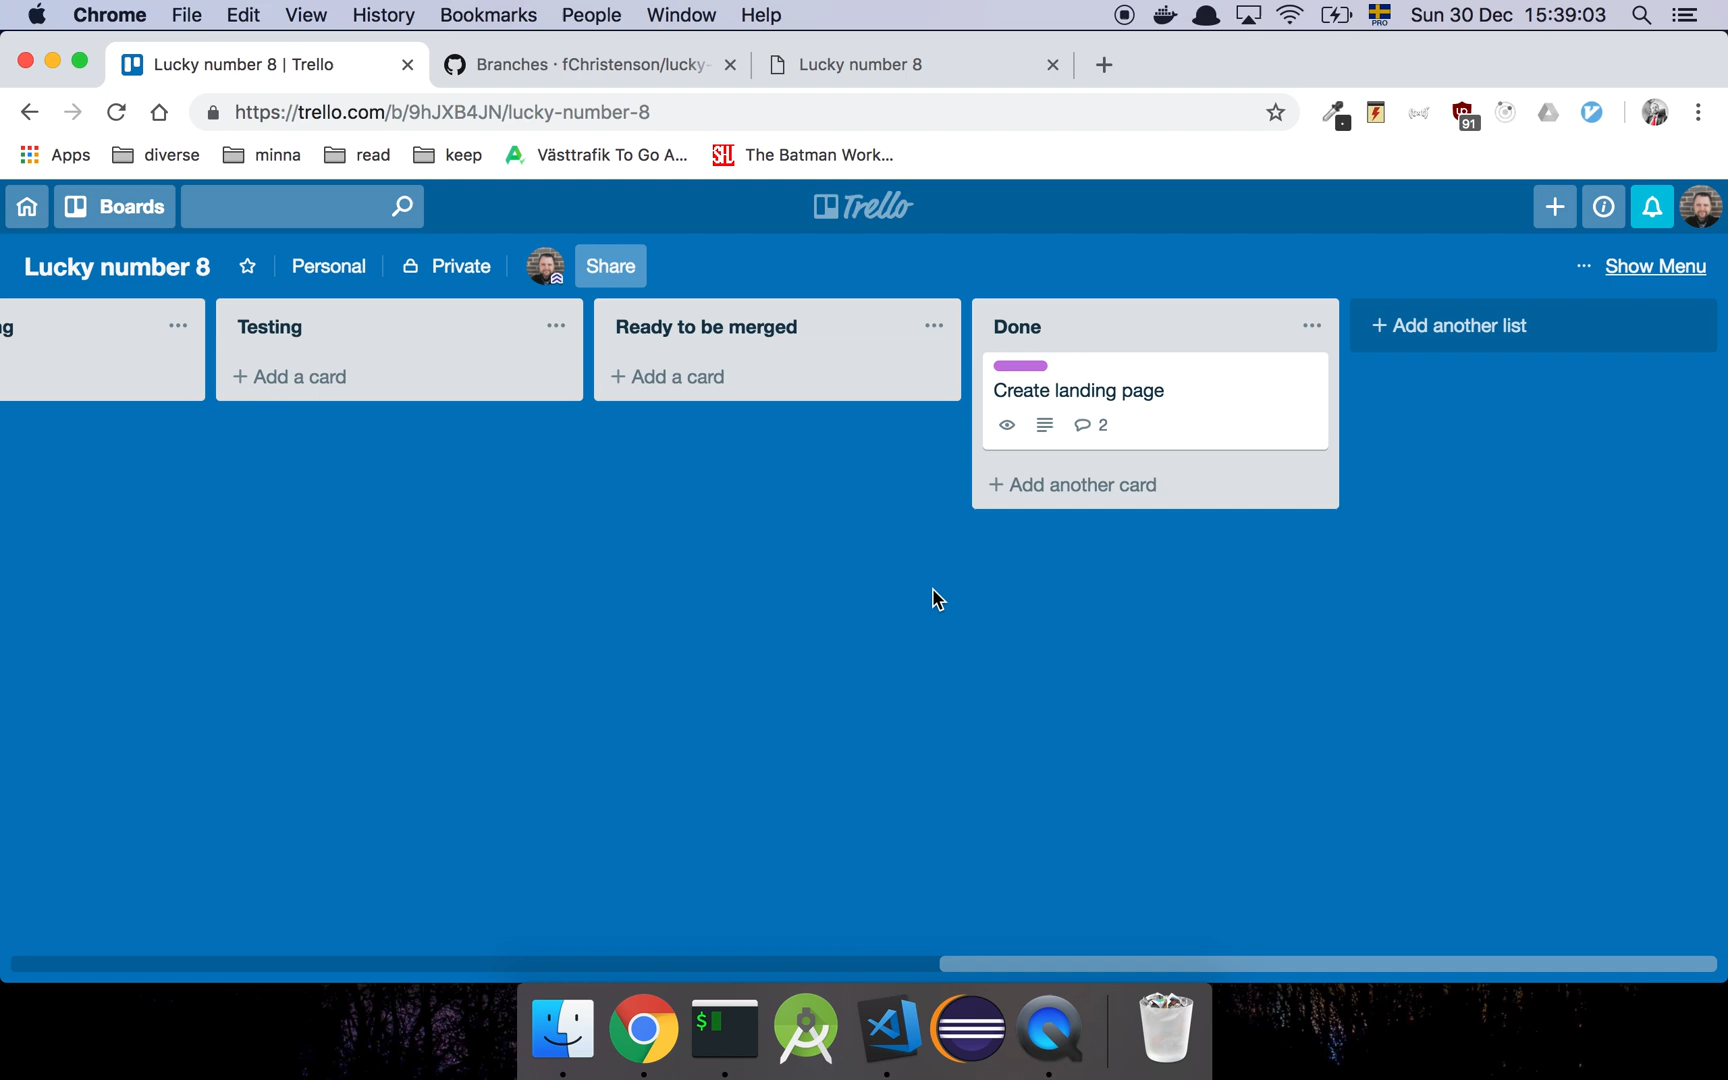 Chrome File Edit View History Bookmarks People Window Help PRO Sun 30 Dec 15:39:03
Lucky number 8 | Trello Branches · fChristenson/lucky- Lucky number 8
https://trello.com/b/9hJXB4JN/lucky-number-8 91
Apps diverse minna read keep Västtrafik To Go A... SHI The Batman Work...
Boards Trello
Lucky number 8 Personal Private Share ... Show Menu
g Testing Ready to be merged Done + Add another list
+ Add a card + Add a card
Create landing page
2
+ Add another card
$